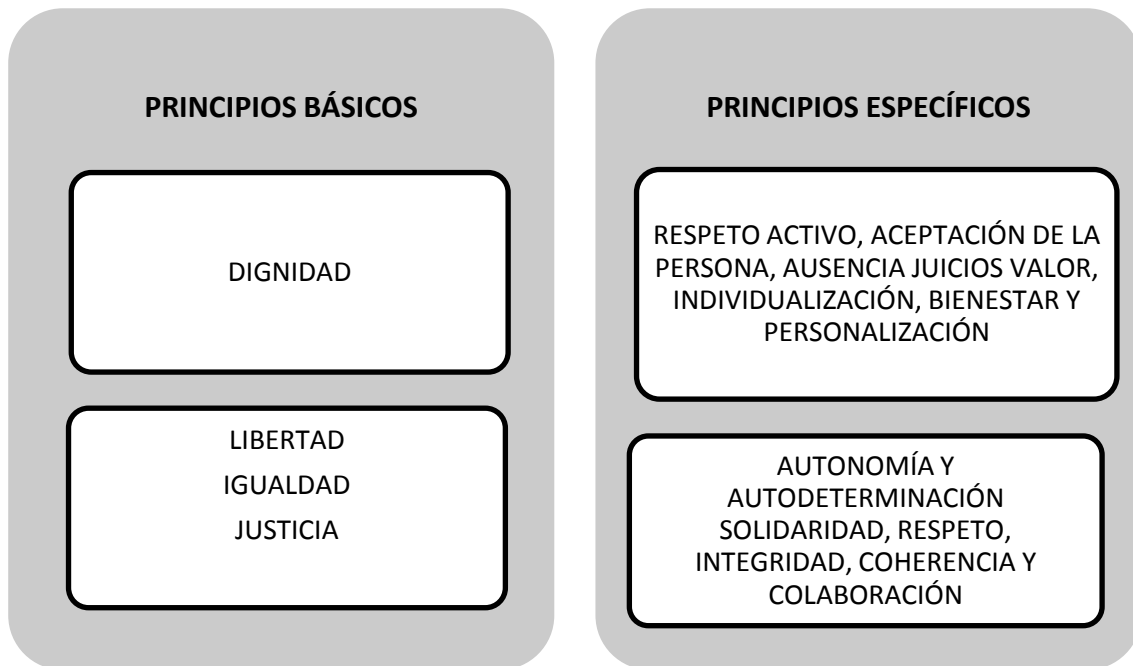 PRINCIPIOS BÁSICOS
DIGNIDAD
LIBERTAD
IGUALDAD
JUSTICIA
PRINCIPIOS ESPECÍFICOS
RESPETO ACTIVO, ACEPTACIÓN DE LA
PERSONA, AUSENCIA JUICIOS VALOR,
INDIVIDUALIZACIÓN, BIENESTAR Y
PERSONALIZACIÓN
AUTONOMÍA Y
AUTODETERMINACIÓN
SOLIDARIDAD, RESPETO,
INTEGRIDAD, COHERENCIA Y
COLABORACIÓN